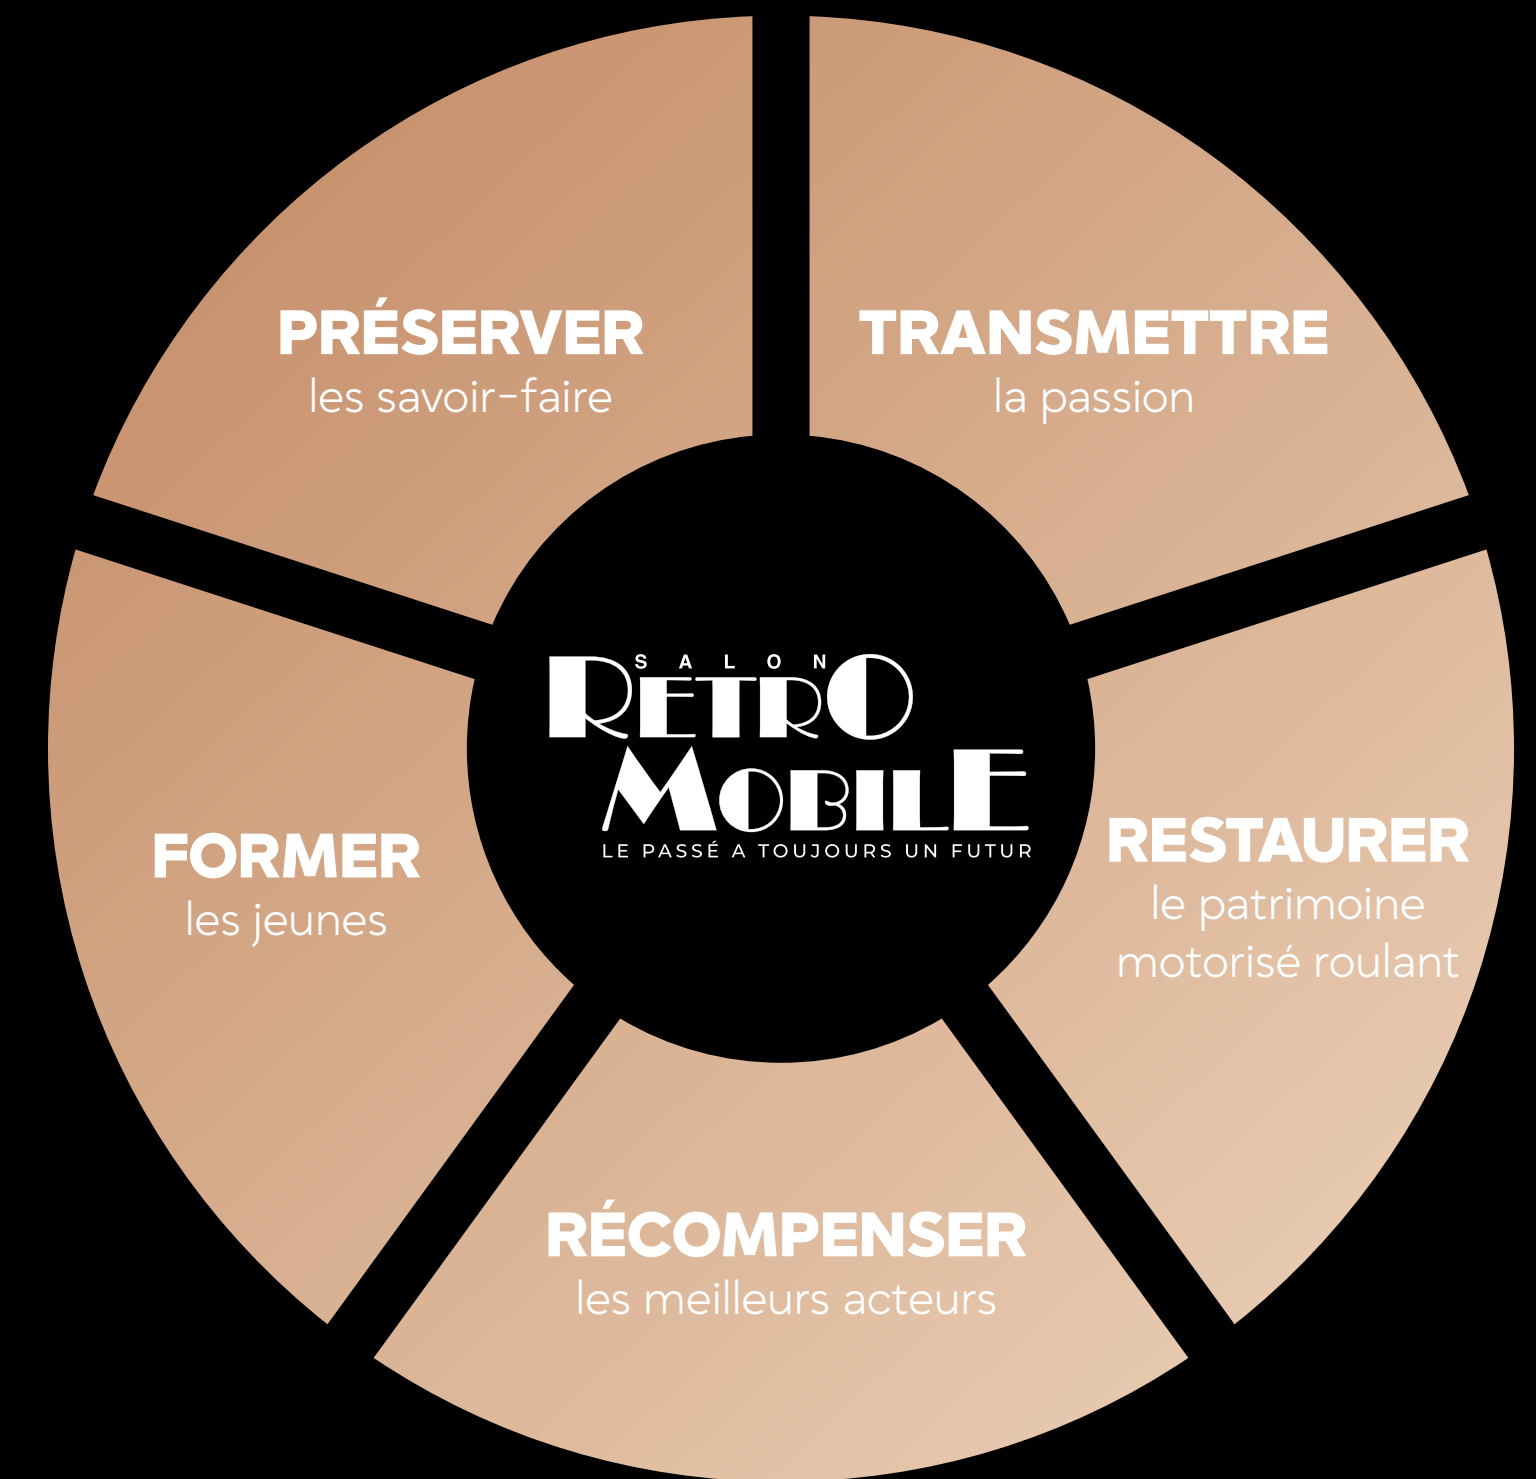 PRÉSERVER
les savoir-faire
TRANSMETTRE
la passion
SALON
RETRO
MOBILE
LE PASSÉ A TOUJOURS UN FUTUR
FORMER
les jeunes
RESTAURER
le patrimoine
motorisé roulant
RÉCOMPENSER
les meilleurs acteurs